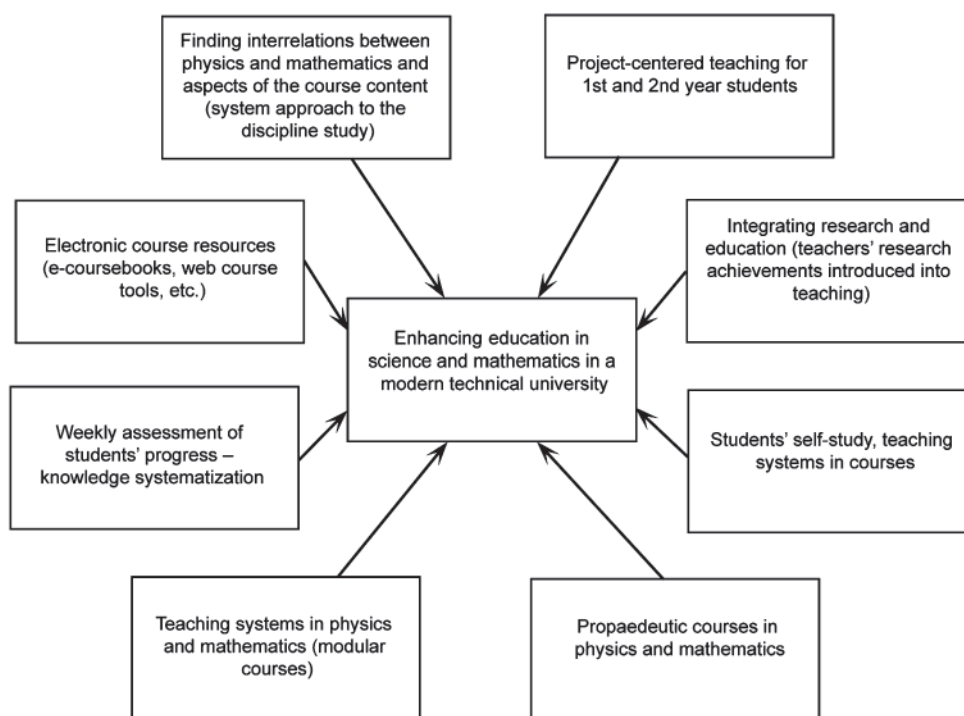 Finding interrelations between
physics and mathematics and
aspects of the course content
(system approach to the
discipline study)
Project-centered teaching for
1st and 2nd year students
Electronic course resources
(e-coursebooks, web course
tools, etc.)
Integrating research and
education (teachers’ research
achievements introduced into
teaching)
Enhancing education in
science and mathematics in a
modern technical university
Weekly assessment of
students’ progress –
knowledge systematization
Students’ self-study, teaching
systems in courses
Teaching systems in physics
and mathematics (modular
courses)
Propaedeutic courses in
physics and mathematics